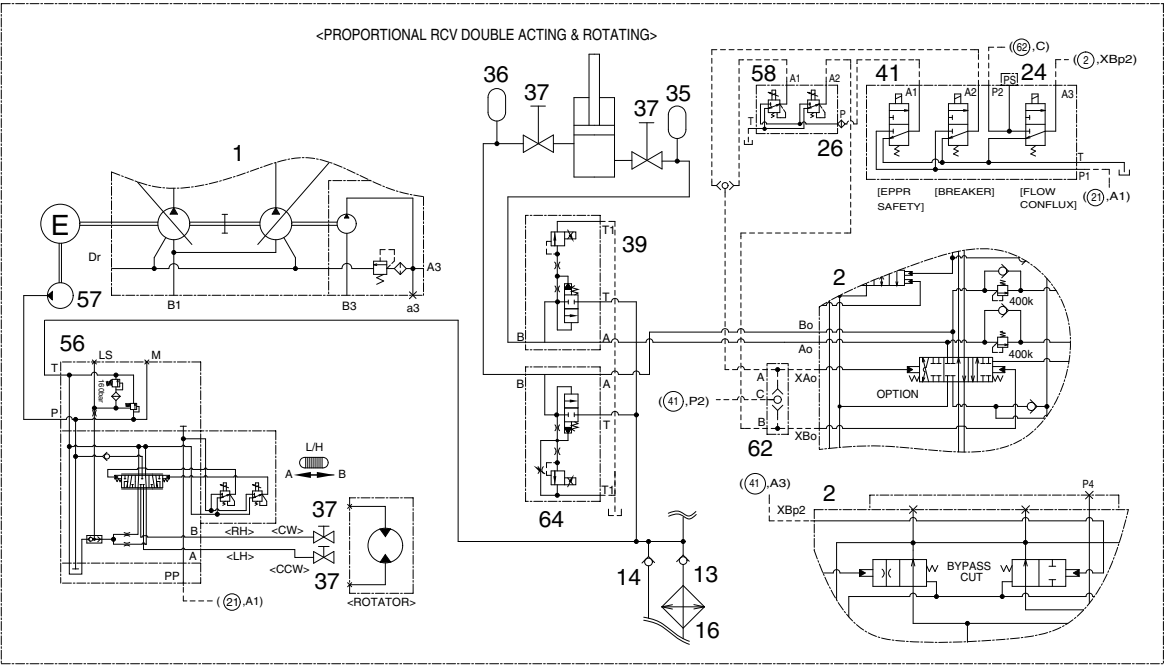 <PROPORTIONAL RCV DOUBLE ACTING & ROTATING>
(62,C)
(2,XBp2)
36
37
37
35
58
A1
A2
T
P
26
41
24
PS
A1
A2
P2
A3
T
P1
[EPPR SAFETY]
[BREAKER]
[FLOW CONFLUX]
(21,A1)
1
E
Dr
57
B1
B3
a3
A3
39
T1
T
B
A
B
A
T
T1
64
2
400k
400k
Bo
Ao
XAo
XBo
OPTION
A
C
B
62
(41,P2)
56
LS
M
T
160bar
P
L/H
A
B
B
A
<RH>
<LH>
<CW>
<CCW>
37
37
PP
(21,A1)
<ROTATOR>
14
13
16
(41,A3)
XBp2
2
P4
BYPASS CUT